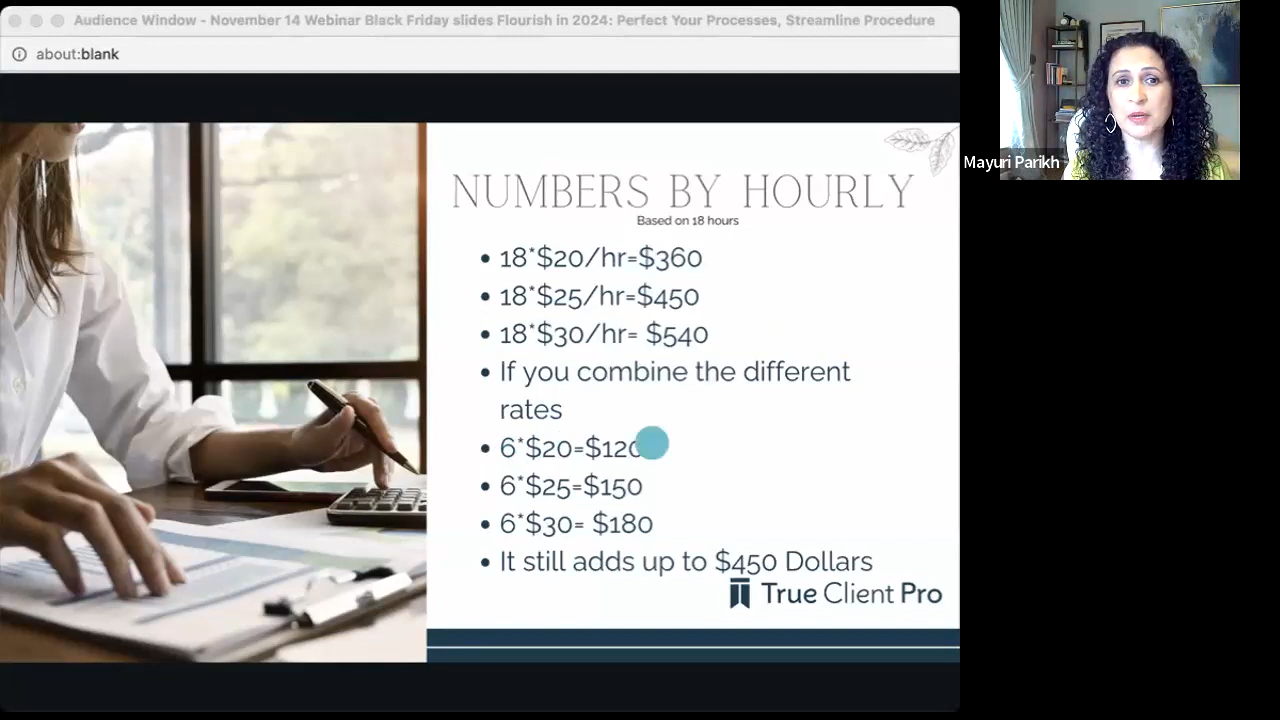 Audience Window - November 14 Webinar Black Friday slides Flourish in 2024: Perfect Your Processes, Streamline Procedure
about:blank
Mayuri Parikh
NUMBERS BY HOURLY
Based on 18 hours
• 18*$20/hr=$360
• 18*$25/hr=$450
• 18*$30/hr= $540
• If you combine the different
rates
• 6*$20=$120
• 6*$25=$150
• 6*$30= $180
• It still adds up to $450 Dollars
True Client Pro